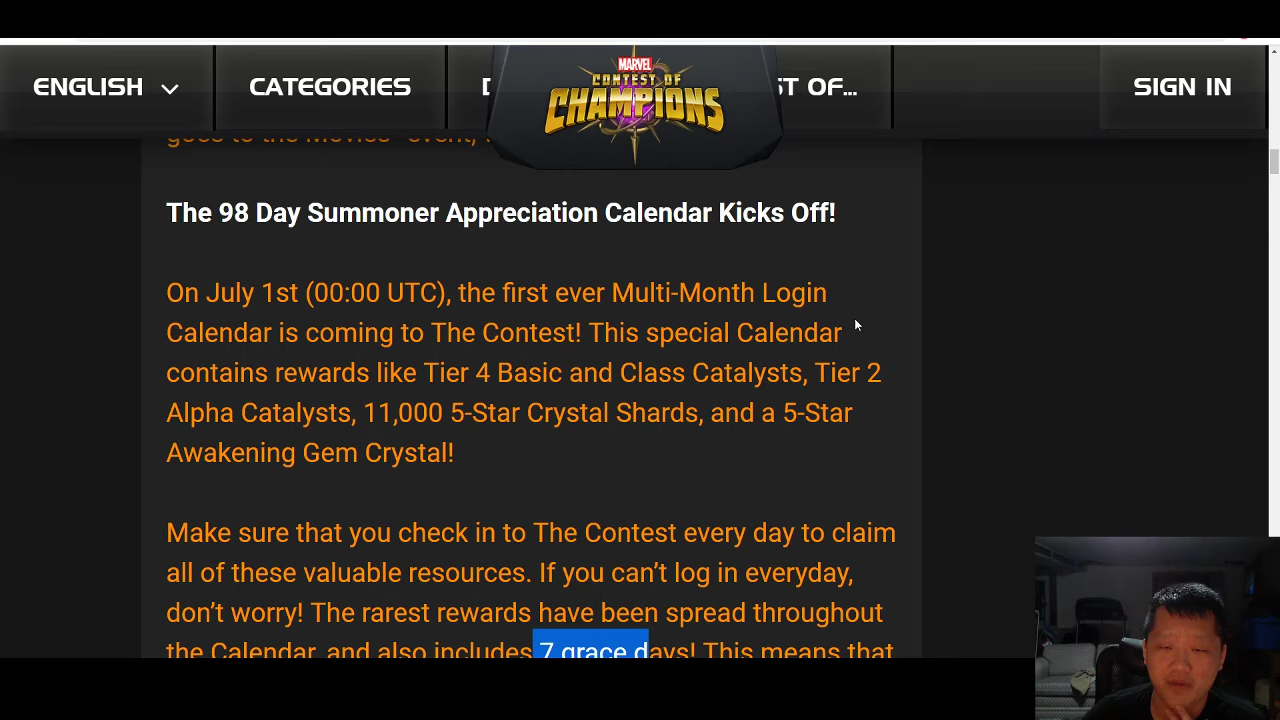 ENGLISH CATEGORIES D ST OF... SIGN IN
MARVEL
CONTEST OF
CHAMPIONS
goes to the Movies" event,
The 98 Day Summoner Appreciation Calendar Kicks Off!
On July 1st (00:00 UTC), the first ever Multi-Month Login
Calendar is coming to The Contest! This special Calendar
contains rewards like Tier 4 Basic and Class Catalysts, Tier 2
Alpha Catalysts, 11,000 5-Star Crystal Shards, and a 5-Star
Awakening Gem Crystal!
Make sure that you check in to The Contest every day to claim
all of these valuable resources. If you can’t log in everyday,
don’t worry! The rarest rewards have been spread throughout
the Calendar, and also includes 7 grace days! This means that